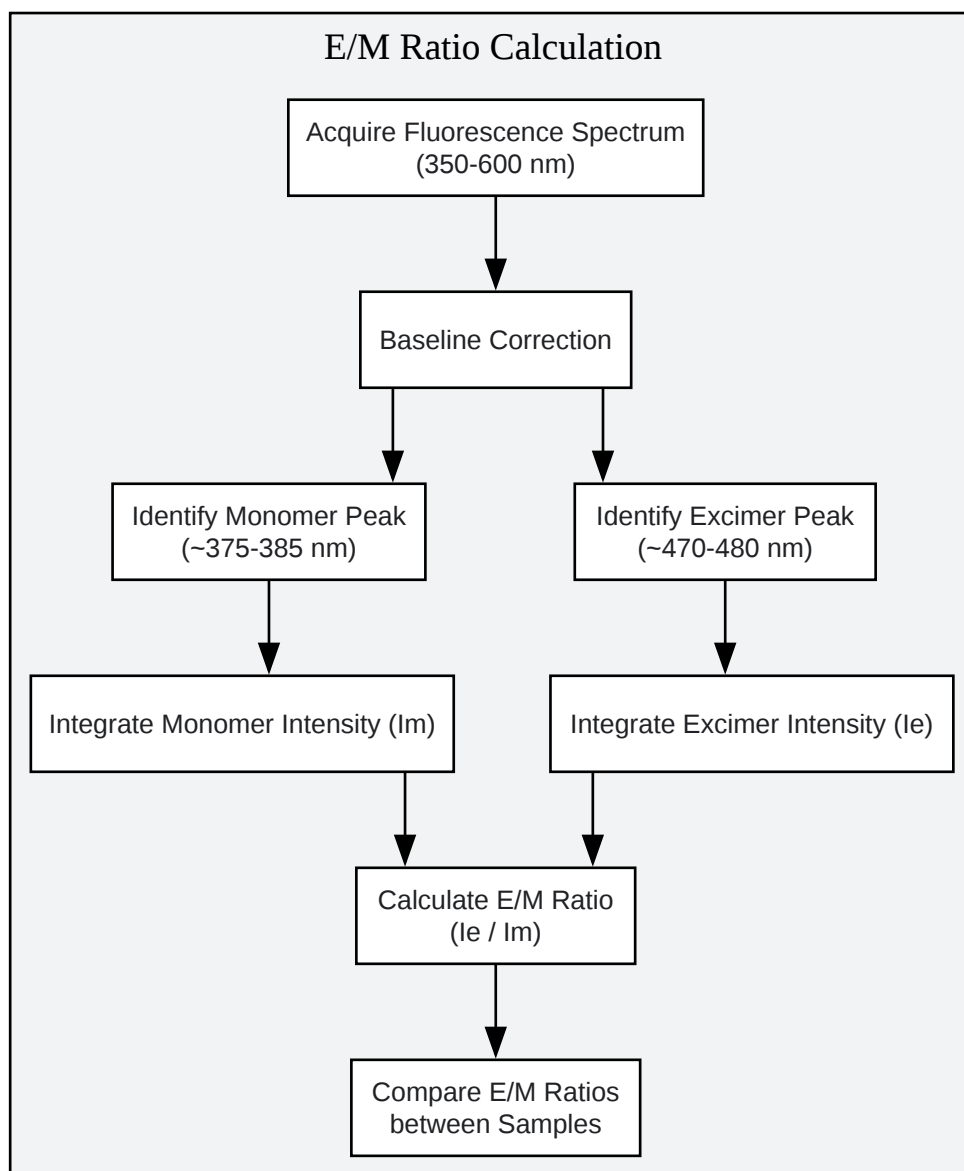 E/M Ratio Calculation
Acquire Fluorescence Spectrum
(350-600 nm)
Baseline Correction
Identify Monomer Peak
(~375-385 nm)
Identify Excimer Peak
(~470-480 nm)
Integrate Monomer Intensity (Im)
Integrate Excimer Intensity (Ie)
Calculate E/M Ratio
(Ie / Im)
Compare E/M Ratios
between Samples